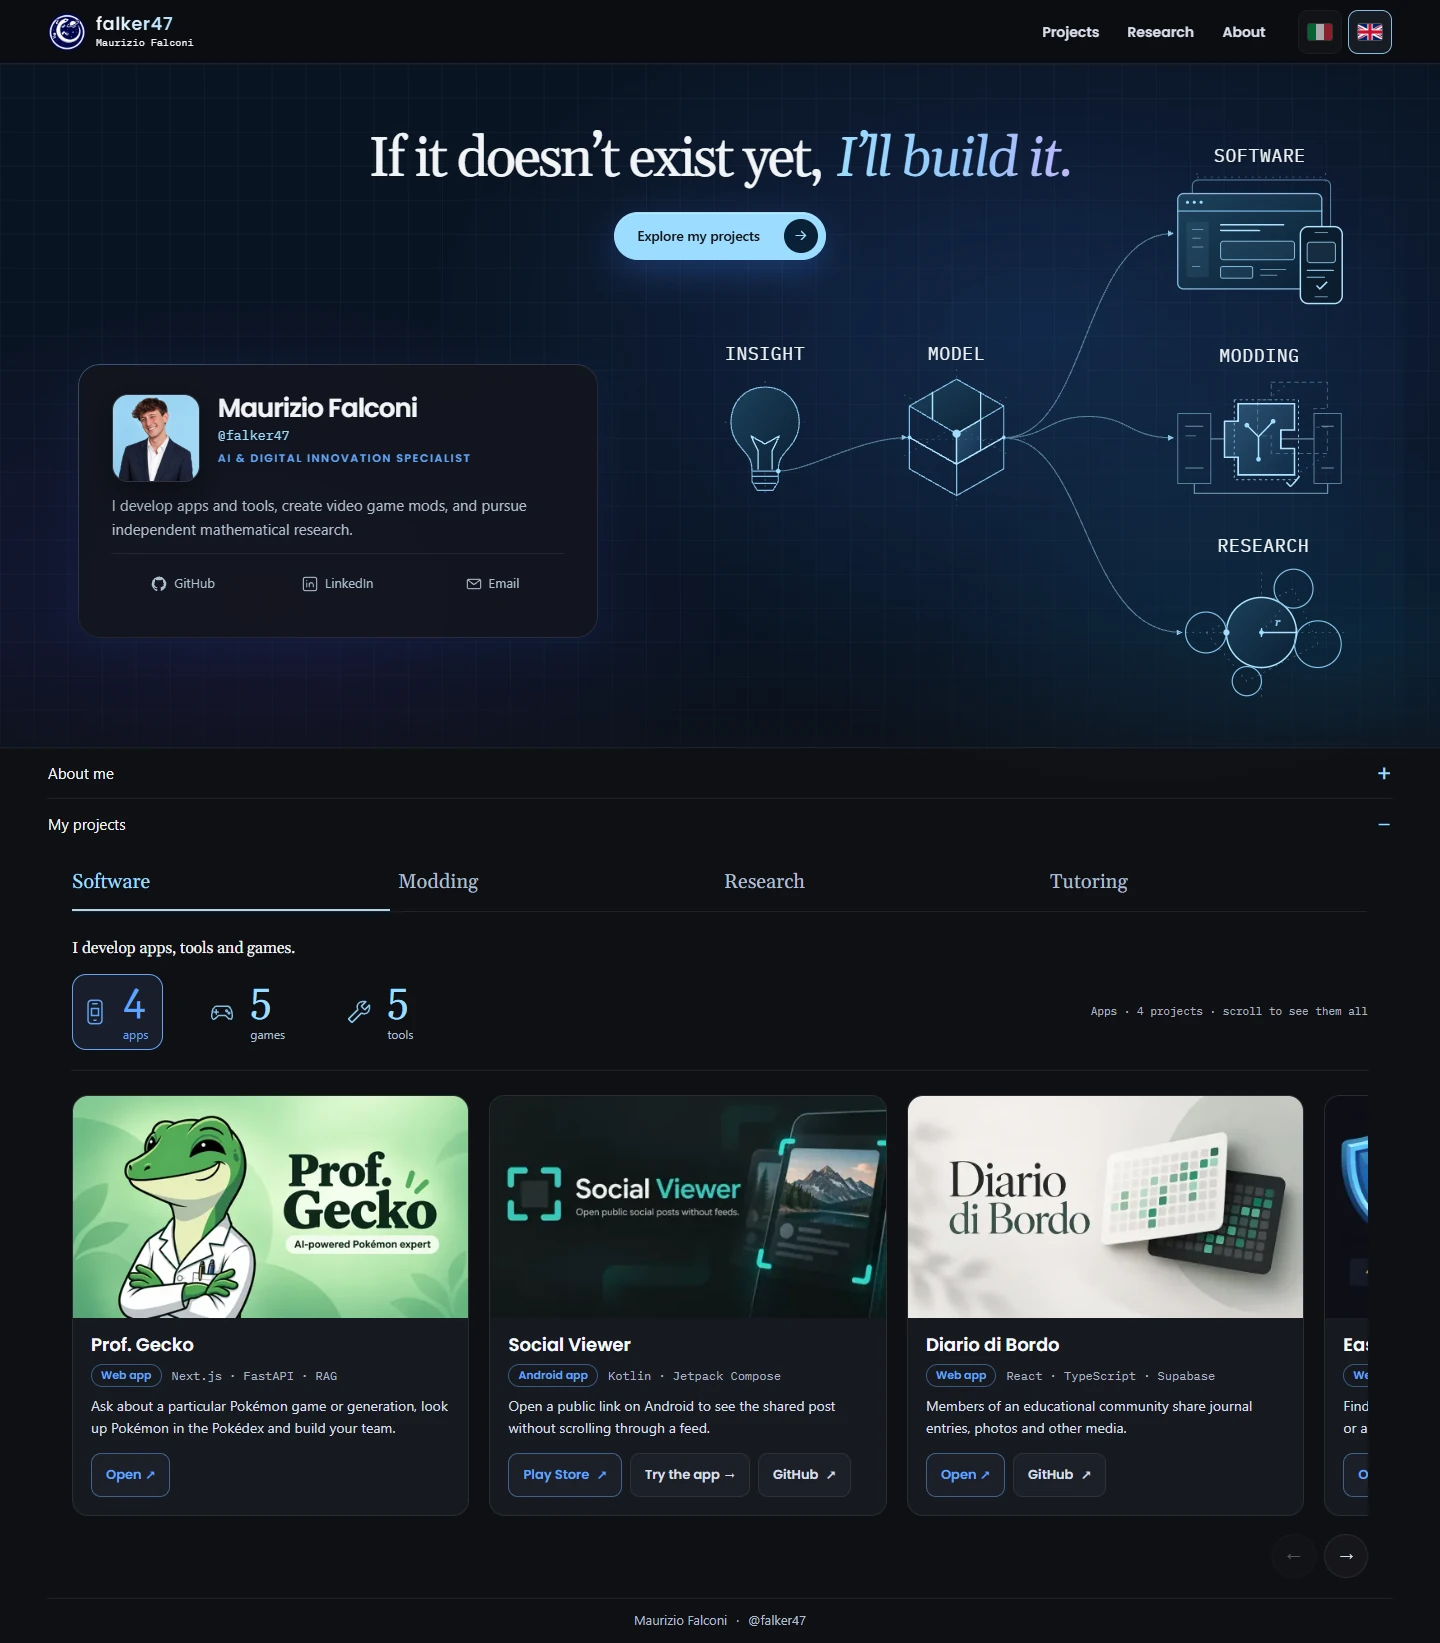 falker47
Maurizio Falconi
Projects
Research
About
If it doesn’t exist yet, I’ll build it.
Explore my projects →
SOFTWARE
INSIGHT
MODEL
MODDING
RESEARCH
r
Maurizio Falconi
@falker47
AI & DIGITAL INNOVATION SPECIALIST
I develop apps and tools, create video game mods, and pursue
independent mathematical research.
GitHub
LinkedIn
Email
About me +
My projects −
Software
Modding
Research
Tutoring
I develop apps, tools and games.
4
apps
5
games
5
tools
Apps · 4 projects · scroll to see them all
Prof.
Gecko
AI-powered Pokémon expert
Prof. Gecko
Web app
Next.js · FastAPI · RAG
Ask about a particular Pokémon game or generation, look
up Pokémon in the Pokédex and build your team.
Open ↗
Social Viewer
Open public social posts without feeds.
Social Viewer
Android app
Kotlin · Jetpack Compose
Open a public link on Android to see the shared post
without scrolling through a feed.
Play Store ↗
Try the app →
GitHub ↗
Diario
di Bordo
Diario di Bordo
Web app
React · TypeScript · Supabase
Members of an educational community share journal
entries, photos and other media.
Open ↗
GitHub ↗
Eas
We
Find
or a
O
← →
Maurizio Falconi · @falker47